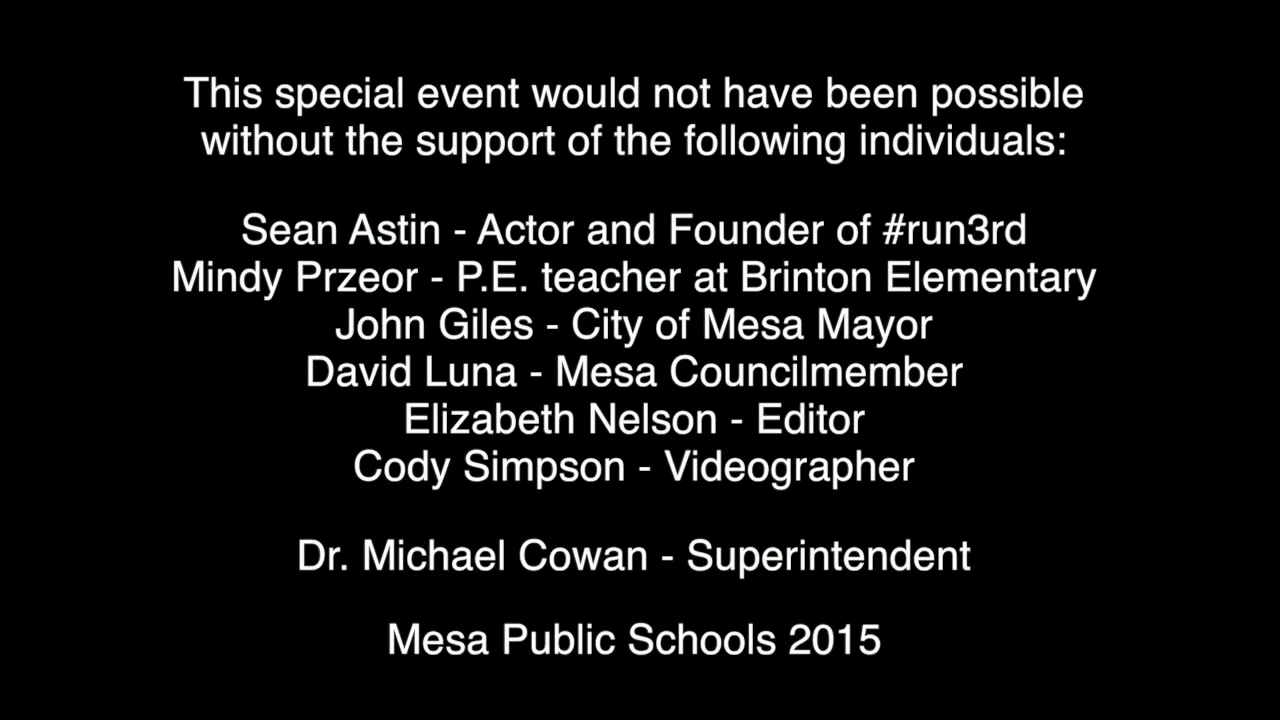 This special event would not have been possible
without the support of the following individuals:
Sean Astin - Actor and Founder of #run3rd
Mindy Przeor - P.E. teacher at Brinton Elementary
John Giles - City of Mesa Mayor
David Luna - Mesa Councilmember
Elizabeth Nelson - Editor
Cody Simpson - Videographer
Dr. Michael Cowan - Superintendent
Mesa Public Schools 2015